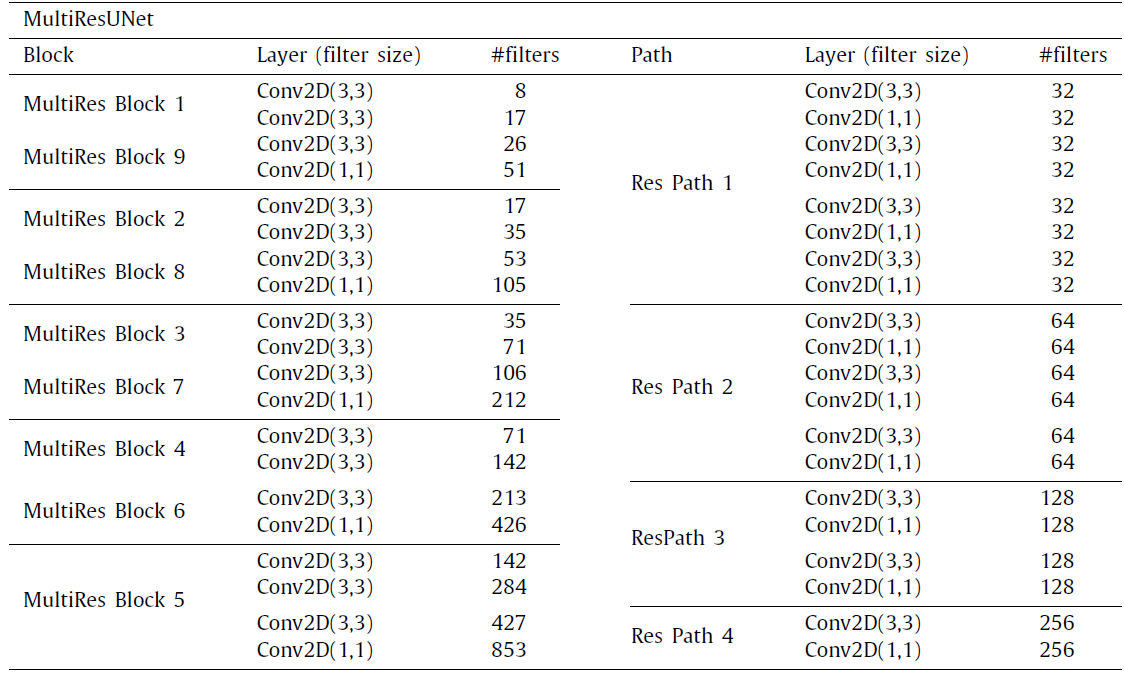 MultiResUNet
Block Layer (filter size) #filters Path Layer (filter size) #filters
MultiRes Block 1 Conv2D(3,3) 8 Res Path 1 Conv2D(3,3) 32
Conv2D(3,3) 17 Conv2D(1,1) 32
MultiRes Block 9 Conv2D(3,3) 26 Conv2D(3,3) 32
Conv2D(1,1) 51 Conv2D(1,1) 32
MultiRes Block 2 Conv2D(3,3) 17 Conv2D(3,3) 32
Conv2D(3,3) 35 Conv2D(1,1) 32
MultiRes Block 8 Conv2D(3,3) 53 Conv2D(3,3) 32
Conv2D(1,1) 105 Conv2D(1,1) 32
MultiRes Block 3 Conv2D(3,3) 35 Res Path 2 Conv2D(3,3) 64
Conv2D(3,3) 71 Conv2D(1,1) 64
MultiRes Block 7 Conv2D(3,3) 106 Conv2D(3,3) 64
Conv2D(1,1) 212 Conv2D(1,1) 64
MultiRes Block 4 Conv2D(3,3) 71 Conv2D(3,3) 64
Conv2D(3,3) 142 Conv2D(1,1) 64
MultiRes Block 6 Conv2D(3,3) 213 ResPath 3 Conv2D(3,3) 128
Conv2D(1,1) 426 Conv2D(1,1) 128
MultiRes Block 5 Conv2D(3,3) 142 Conv2D(3,3) 128
Conv2D(3,3) 284 Conv2D(1,1) 128
Conv2D(3,3) 427 Res Path 4 Conv2D(3,3) 256
Conv2D(1,1) 853 Conv2D(1,1) 256